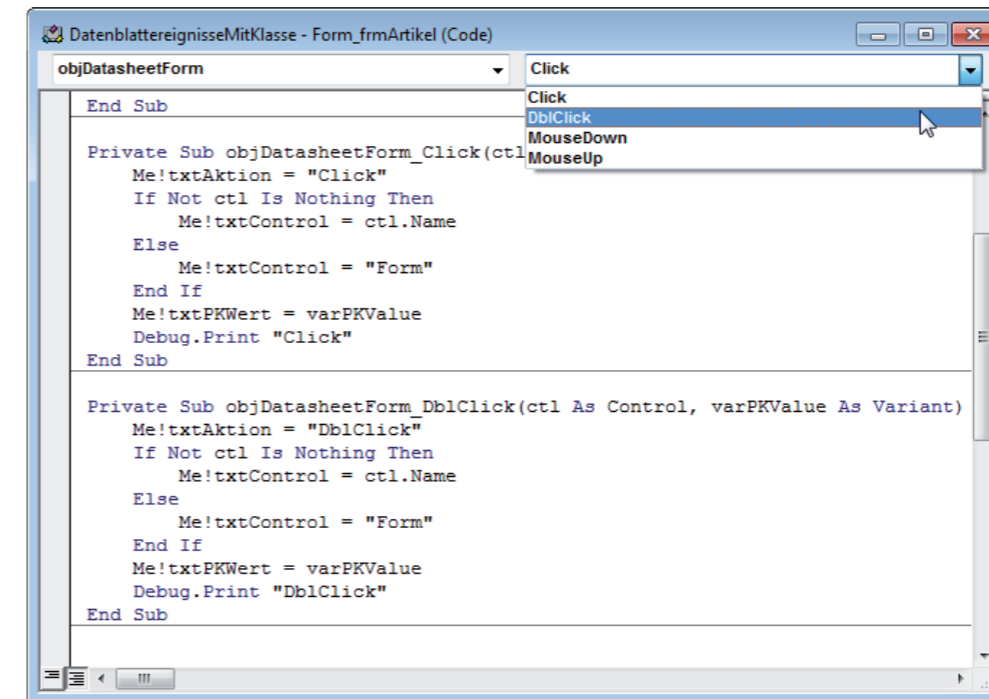 DatenblattereignisseMitKlasse - Form_frmArtikel (Code)
objDatasheetForm
Click
Click
DblClick
MouseDown
MouseUp
End Sub
Private Sub objDatasheetForm_Click(ctl
Me!txtAktion = "Click"
If Not ctl Is Nothing Then
Me!txtControl = ctl.Name
Else
Me!txtControl = "Form"
End If
Me!txtPKWert = varPKValue
Debug.Print "Click"
End Sub
Private Sub objDatasheetForm_DblClick(ctl As Control, varPKValue As Variant)
Me!txtAktion = "DblClick"
If Not ctl Is Nothing Then
Me!txtControl = ctl.Name
Else
Me!txtControl = "Form"
End If
Me!txtPKWert = varPKValue
Debug.Print "DblClick"
End Sub